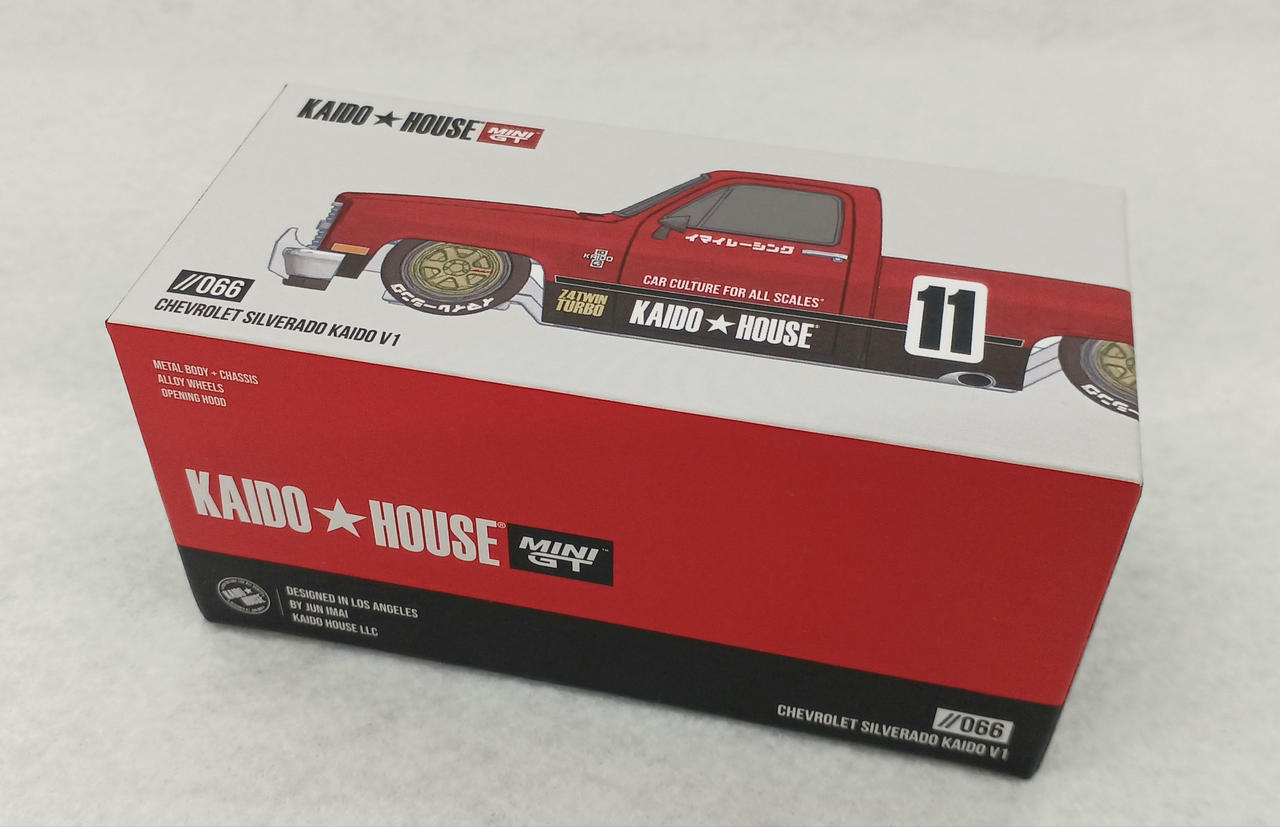 KAIDO★HOUSE MINI GT
//066
CHEVROLET SILVERADO KAIDO V1
イマイレーシング
KAIDO
CAR CULTURE FOR ALL SCALES
Z4TWIN
TURBO
KAIDO★HOUSE®
11
METAL BODY + CHASSIS
ALLOY WHEELS
OPENING HOOD
KAIDO★HOUSE® MINI GT™
DESIGNED IN LOS ANGELES
BY JUN IMAI
KAIDO HOUSE LLC
//066
CHEVROLET SILVERADO KAIDO V1